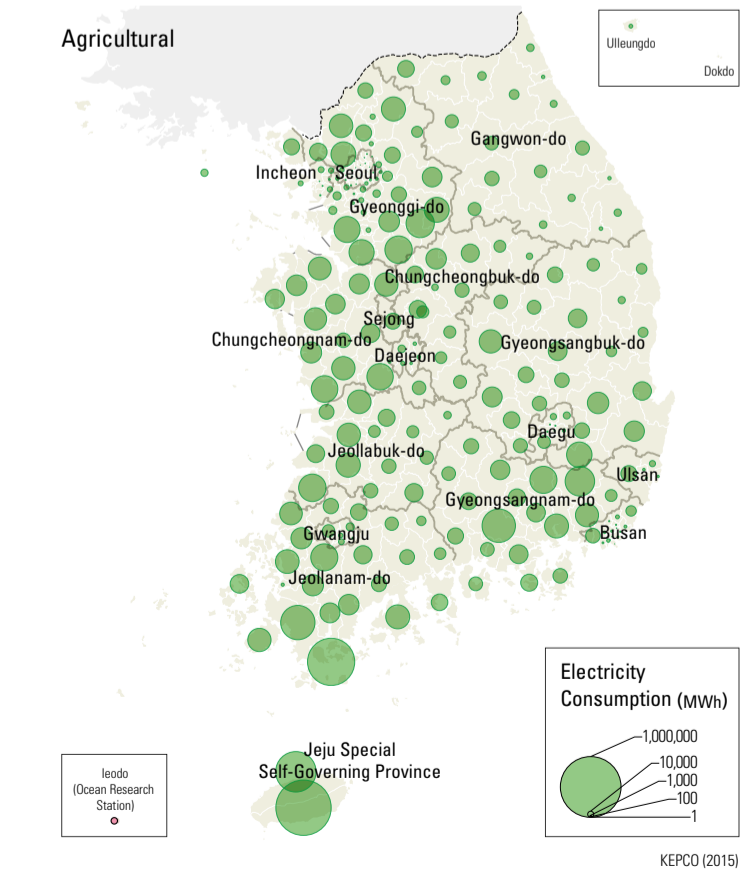 Agricultural
Ulleungdo
Dokdo
Gangwon-do
Incheon
Seoul
Gyeonggi-do
Chungcheongbuk-do
Sejong
Chungcheongnam-do
Daejeon
Gyeongsangbuk-do
Daegu
Jeollabuk-do
Ulsan
Gyeongsangnam-do
Gwangju
Busan
Jeollanam-do
Jeju Special
Self-Governing Province
Ieodo
(Ocean Research
Station)
Electricity
Consumption (MWh)
1,000,000
10,000
1,000
100
1
KEPCO (2015)